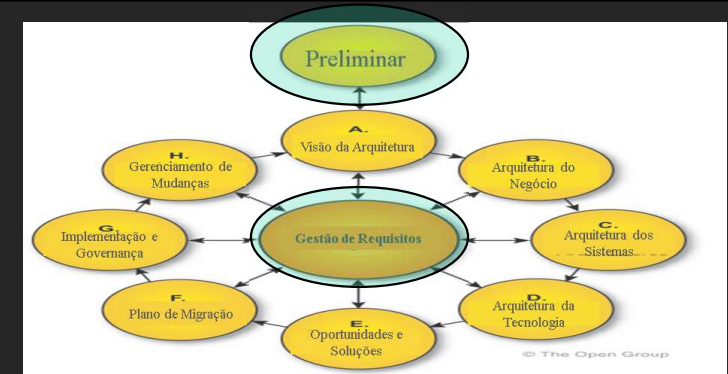 Preliminar
A.
Visão da Arquitetura
H.
Gerenciamento de
Mudanças
B.
Arquitetura do
Negócio
G.
Implementação e
Governança
Gestão de Requisitos
C.
Arquitetura dos
Sistemas
F.
Plano de Migração
D.
Arquitetura da
Tecnologia
E.
Oportunidades e
Soluções
© The Open Group